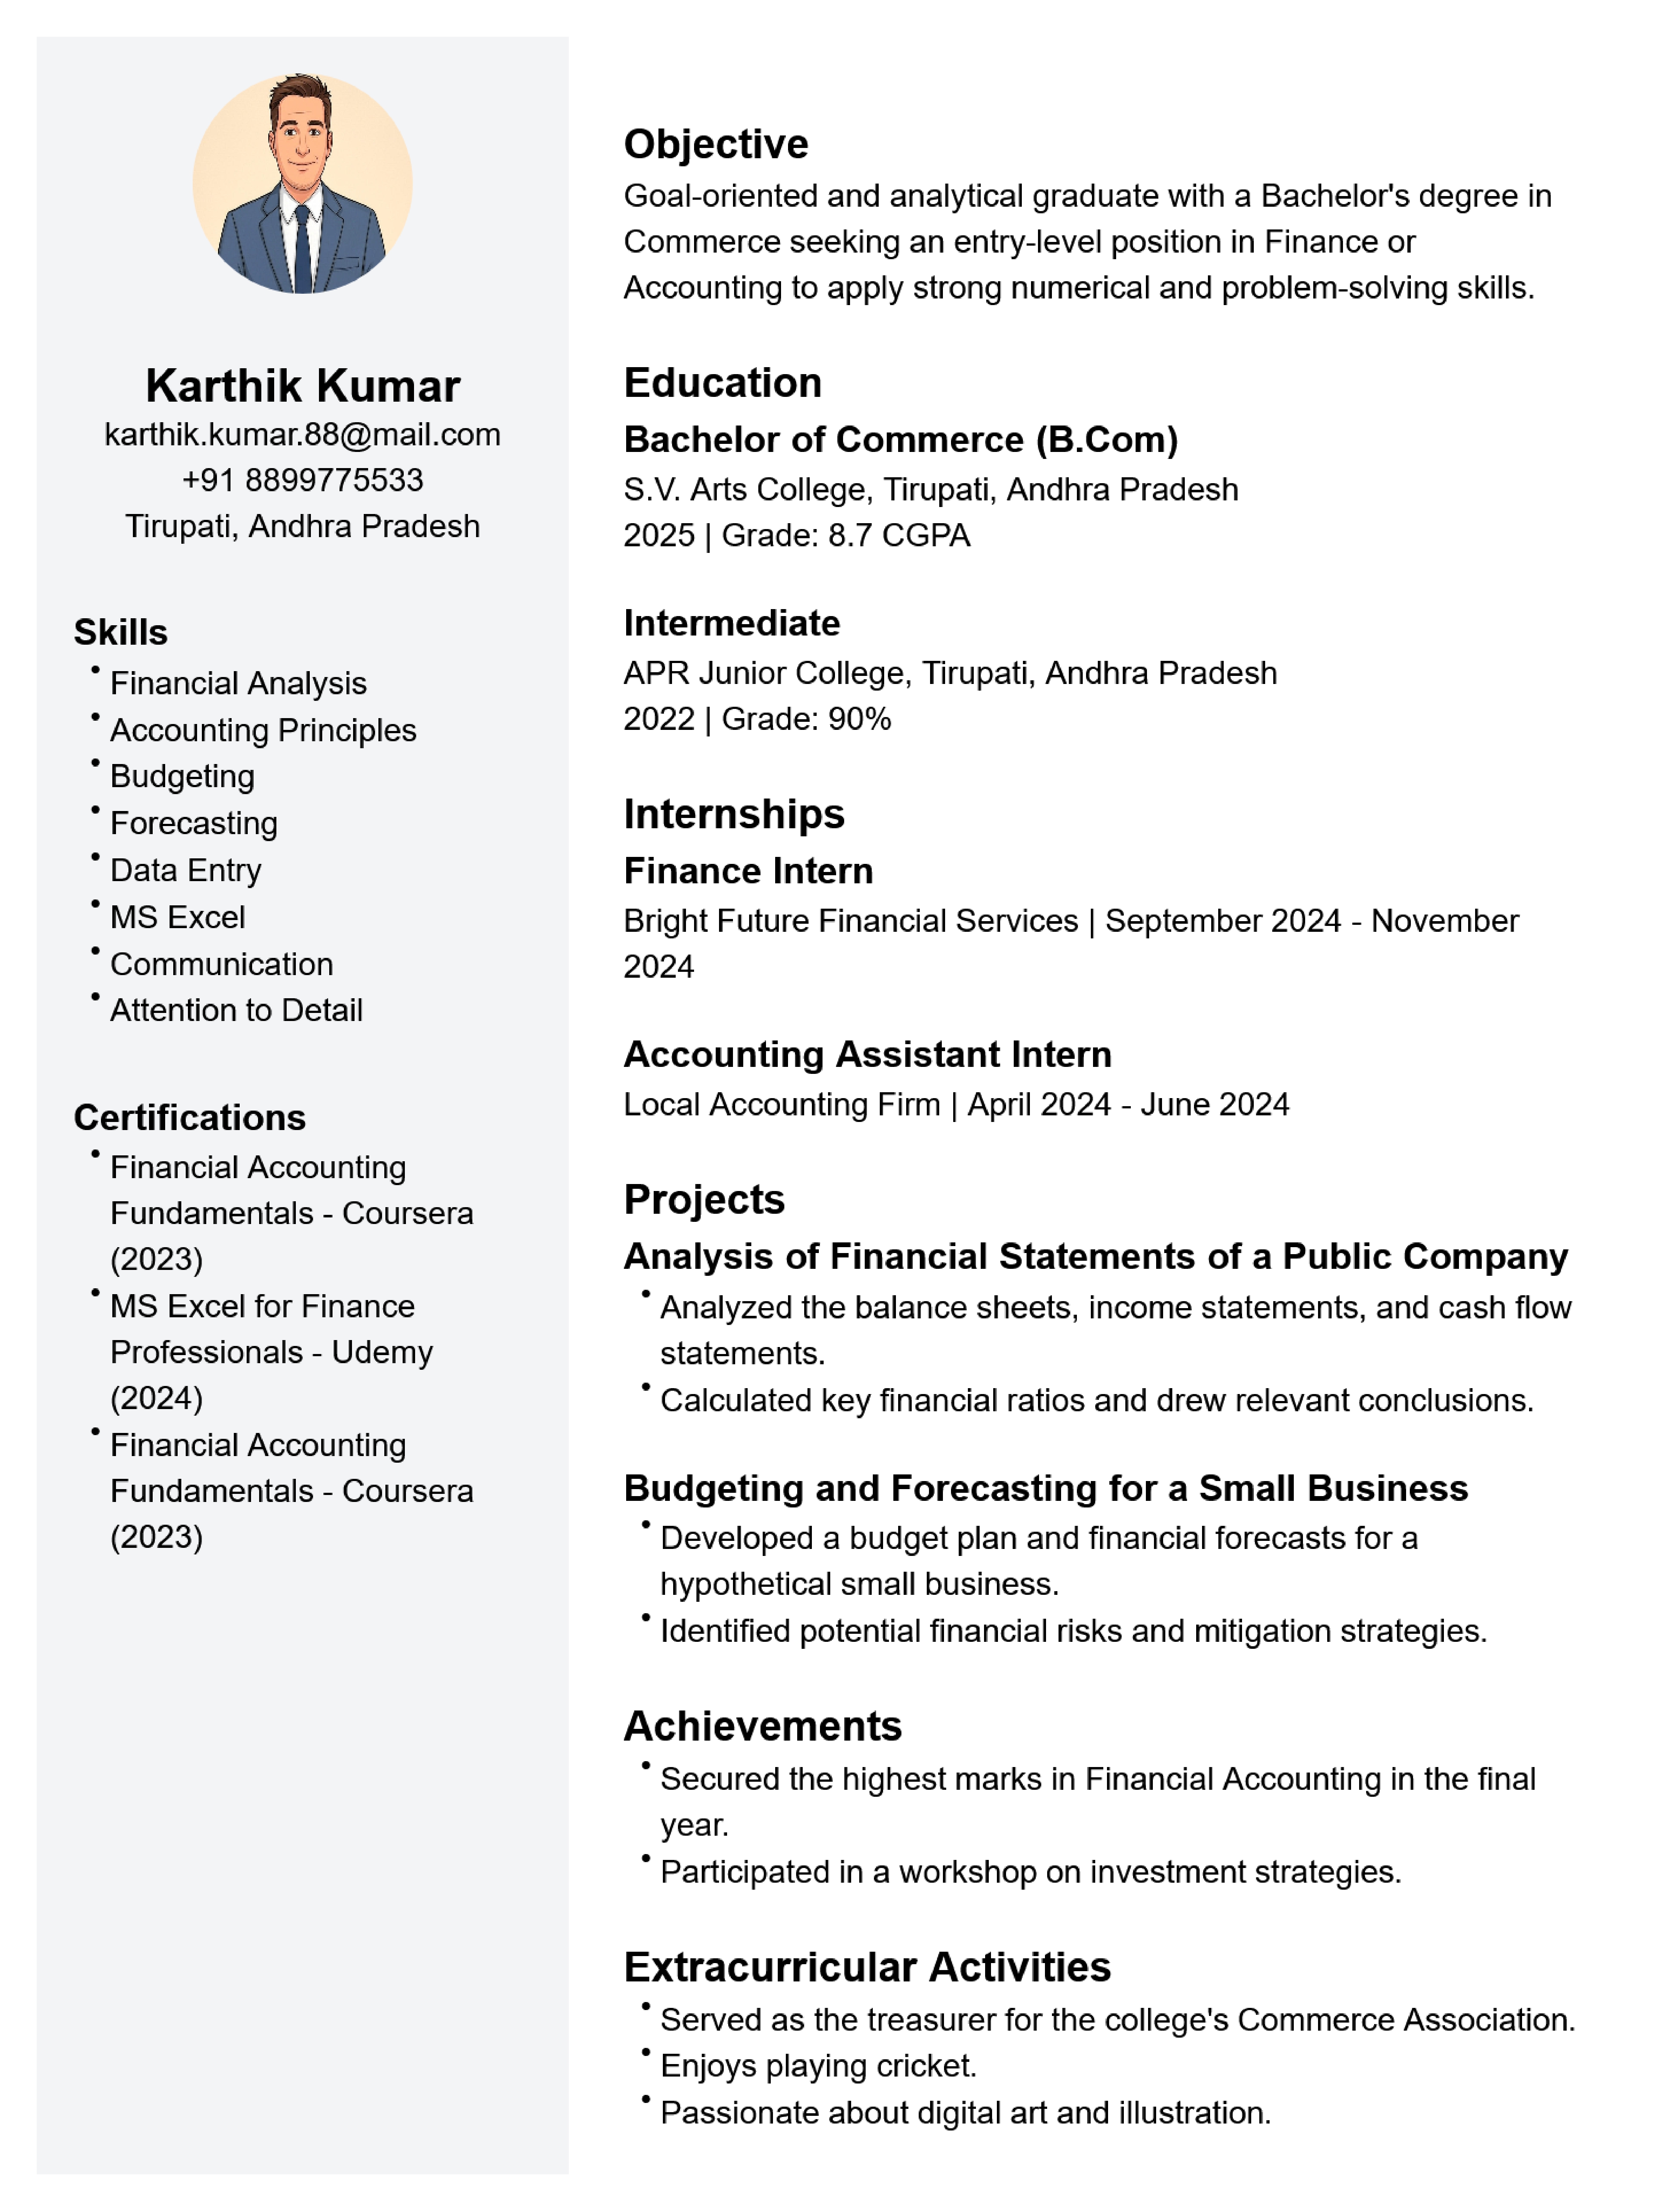 Karthik Kumar
karthik.kumar.88@mail.com
+91 8899775533
Tirupati, Andhra Pradesh
Skills
• Financial Analysis
• Accounting Principles
• Budgeting
• Forecasting
• Data Entry
• MS Excel
• Communication
• Attention to Detail
Certifications
• Financial Accounting
Fundamentals - Coursera
(2023)
• MS Excel for Finance
Professionals - Udemy
(2024)
• Financial Accounting
Fundamentals - Coursera
(2023)
Objective
Goal-oriented and analytical graduate with a Bachelor's degree in
Commerce seeking an entry-level position in Finance or
Accounting to apply strong numerical and problem-solving skills.
Education
Bachelor of Commerce (B.Com)
S.V. Arts College, Tirupati, Andhra Pradesh
2025 | Grade: 8.7 CGPA
Intermediate
APR Junior College, Tirupati, Andhra Pradesh
2022 | Grade: 90%
Internships
Finance Intern
Bright Future Financial Services | September 2024 - November
2024
Accounting Assistant Intern
Local Accounting Firm | April 2024 - June 2024
Projects
Analysis of Financial Statements of a Public Company
• Analyzed the balance sheets, income statements, and cash flow
statements.
• Calculated key financial ratios and drew relevant conclusions.
Budgeting and Forecasting for a Small Business
• Developed a budget plan and financial forecasts for a
hypothetical small business.
• Identified potential financial risks and mitigation strategies.
Achievements
• Secured the highest marks in Financial Accounting in the final
year.
• Participated in a workshop on investment strategies.
Extracurricular Activities
• Served as the treasurer for the college's Commerce Association.
• Enjoys playing cricket.
• Passionate about digital art and illustration.